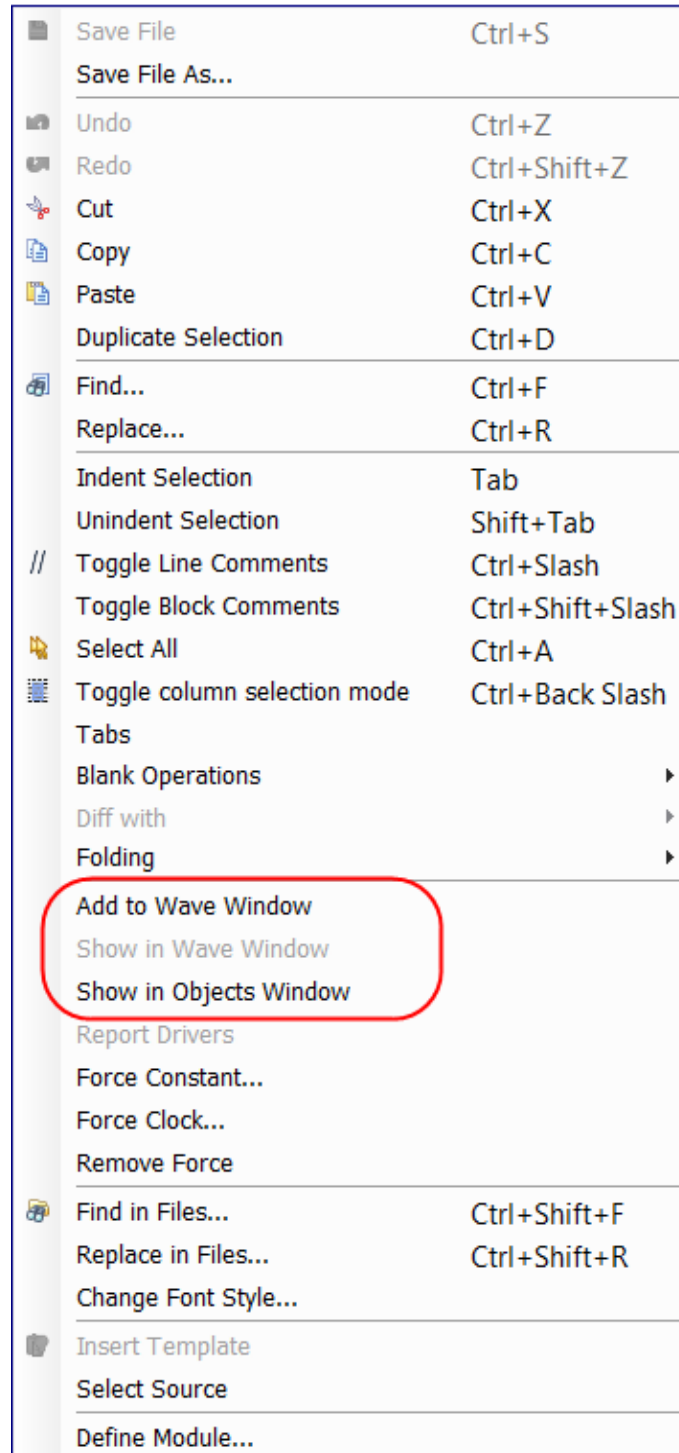 Save File Ctrl+S
Save File As...
Undo Ctrl+Z
Redo Ctrl+Shift+Z
Cut Ctrl+X
Copy Ctrl+C
Paste Ctrl+V
Duplicate Selection Ctrl+D
Find... Ctrl+F
Replace... Ctrl+R
Indent Selection Tab
Unindent Selection Shift+Tab
// Toggle Line Comments Ctrl+Slash
Toggle Block Comments Ctrl+Shift+Slash
Select All Ctrl+A
Toggle column selection mode Ctrl+Back Slash
Tabs
Blank Operations
Diff with
Folding
Add to Wave Window
Show in Wave Window
Show in Objects Window
Report Drivers
Force Constant...
Force Clock...
Remove Force
Find in Files... Ctrl+Shift+F
Replace in Files... Ctrl+Shift+R
Change Font Style...
Insert Template
Select Source
Define Module...